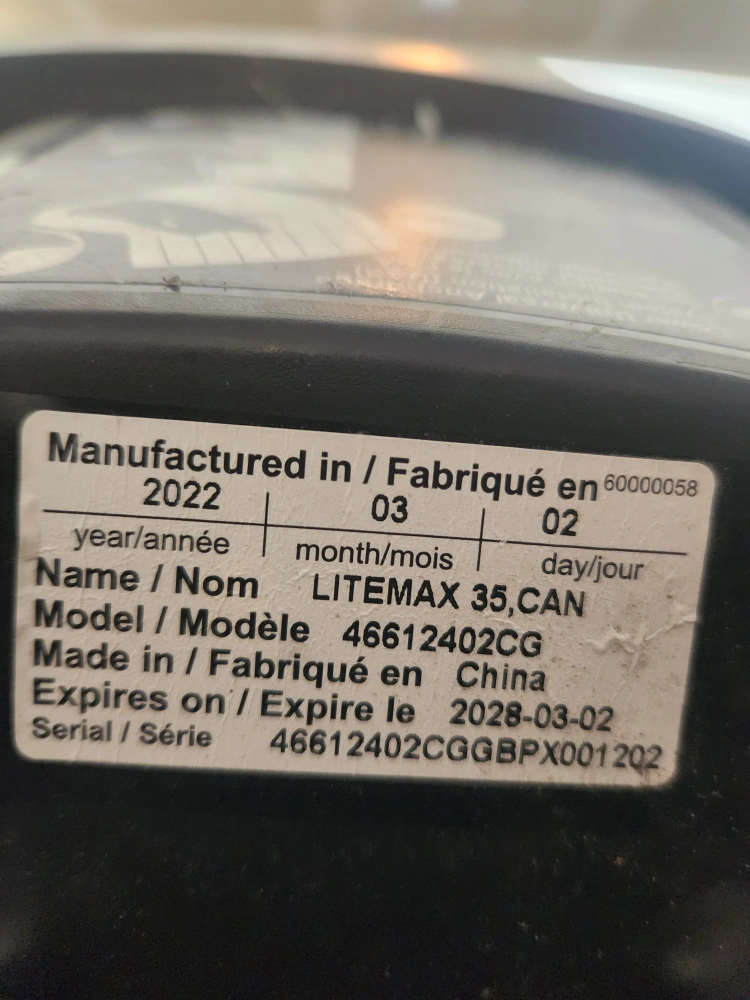 Manufactured in / Fabriqué en 60000058
2022 03 02
year/année month/mois day/jour
Name / Nom LITEMAX 35,CAN
Model / Modèle 46612402CG
Made in / Fabriqué en China
Expires on / Expire le 2028-03-02
Serial / Série 46612402CGGBPX001202